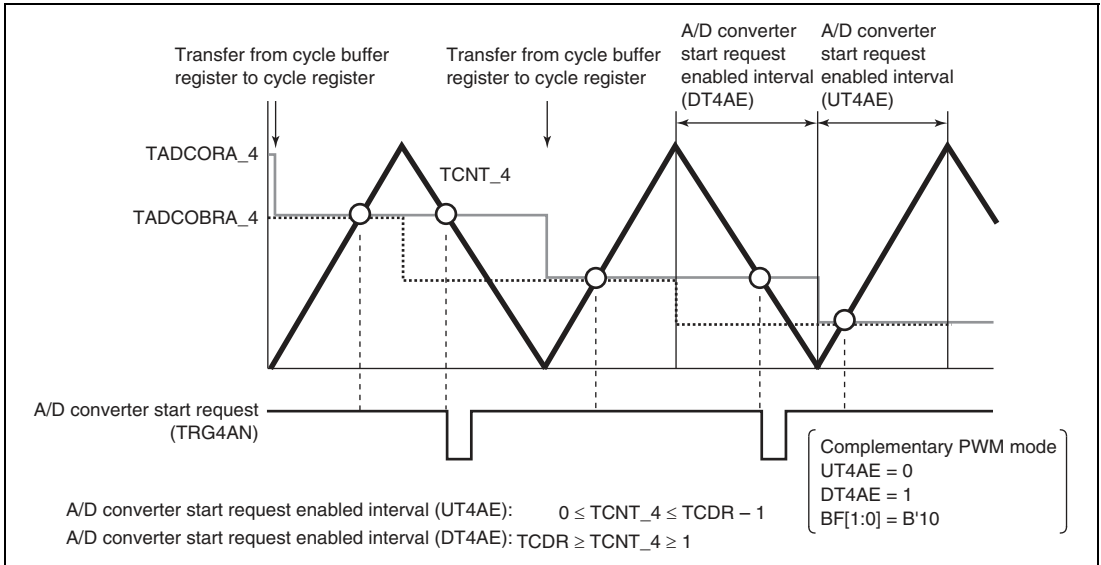 Transfer from cycle buffer
register to cycle register
Transfer from cycle buffer
register to cycle register
A/D converter
start request
enabled interval
(DT4AE)
A/D converter
start request
enabled interval
(UT4AE)
TADCORA_4
TCNT_4
TADCOBRA_4
A/D converter start request
(TRG4AN)
Complementary PWM mode
UT4AE = 0
DT4AE = 1
BF[1:0] = B'10
A/D converter start request enabled interval (UT4AE): 0 ≤ TCNT_4 ≤ TCDR – 1
A/D converter start request enabled interval (DT4AE): TCDR ≥ TCNT_4 ≥ 1